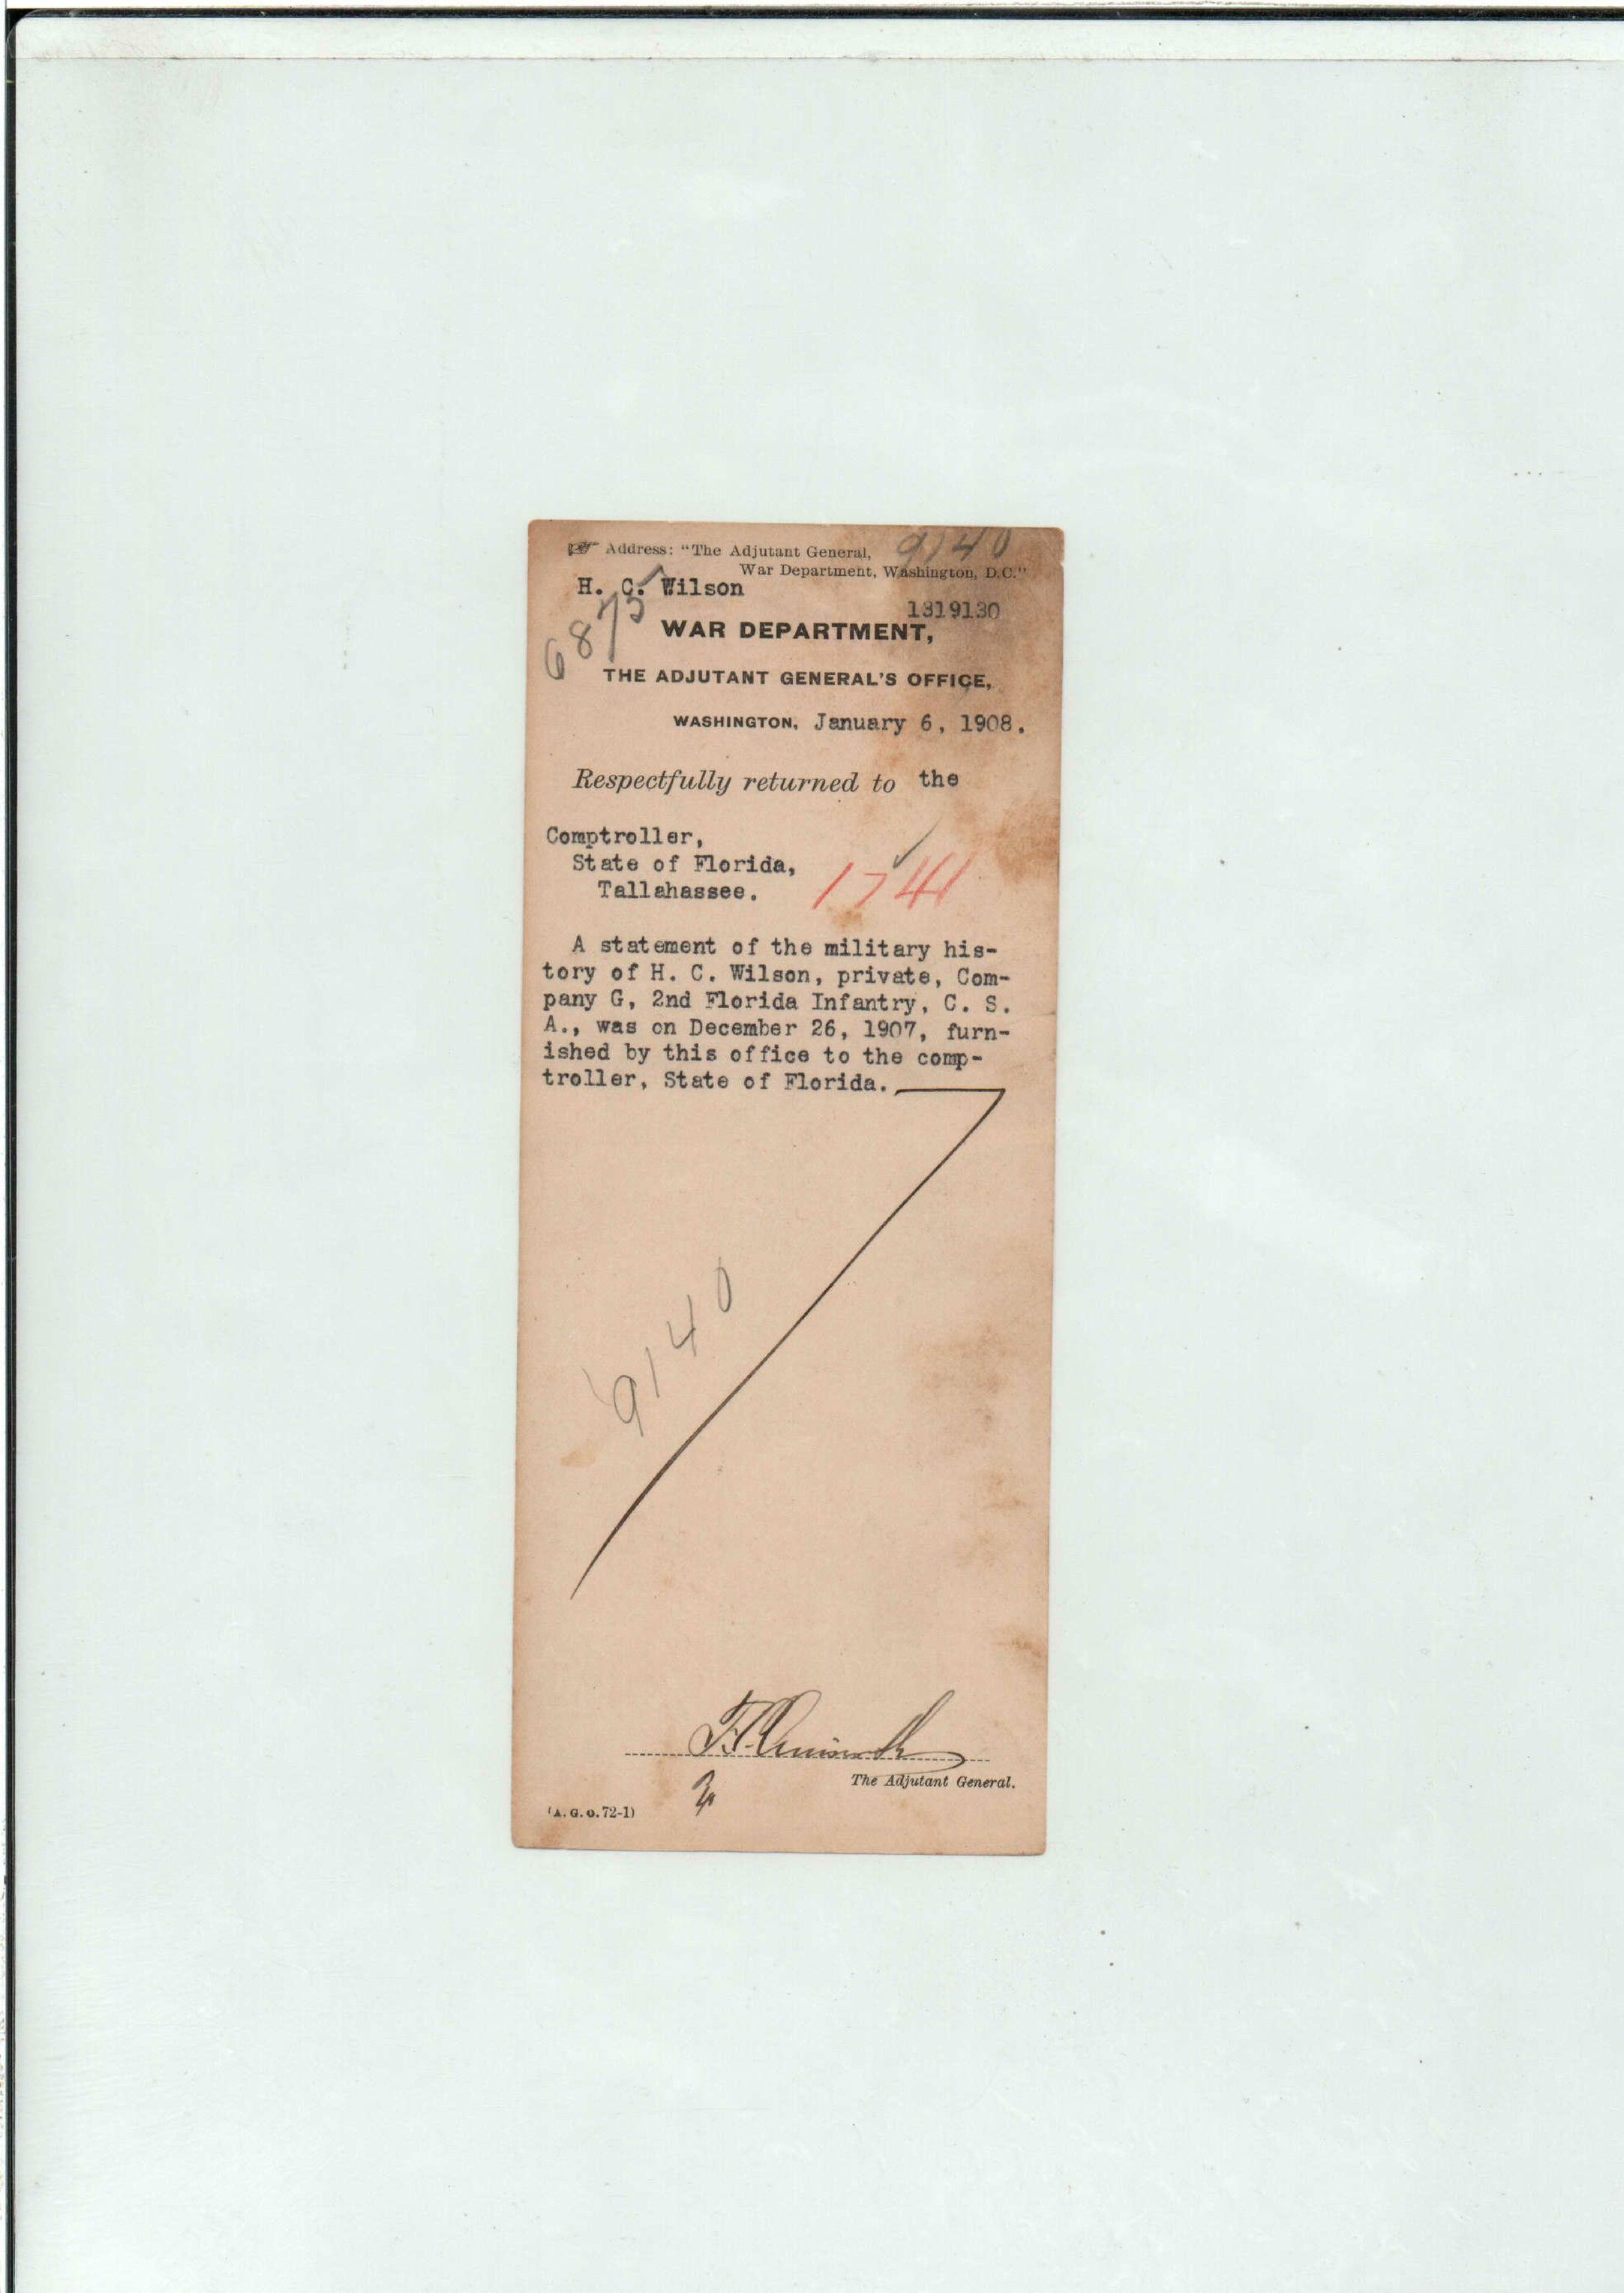 Address: "The Adjutant General,
9140
War Department, Washington, D.C."
H. C. Wilson
1319130
6875
WAR DEPARTMENT,
THE ADJUTANT GENERAL'S OFFICE,
WASHINGTON, January 6, 1908.
Respectfully returned to the
Comptroller,
State of Florida,
Tallahassee.
1741
A statement of the military his-
tory of H. C. Wilson, private, Com-
pany G, 2nd Florida Infantry, C. S.
A., was on December 26, 1907, furn-
ished by this office to the comp-
troller, State of Florida.
9140
The Adjutant General.
(A. G. O. 72-1)